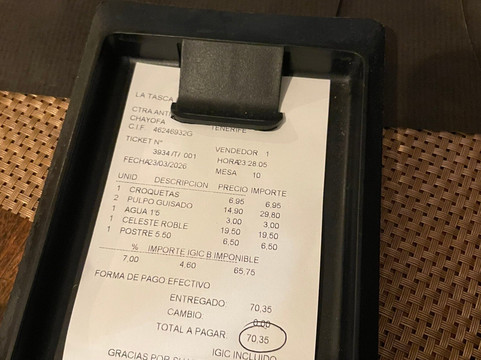 LA TASCA
CTRA ANT
CHAYOFA TENERIFE
C.I.F. 46246932G
TICKET Nº VENDEDOR 1
3934 /T/ 001 HORA23:28:05
FECHA23/03/2026 MESA 10
UNID DESCRIPCION PRECIO IMPORTE
1 CROQUETAS 6,95 6,95
2 PULPO GUISADO 14,90 29,80
1 AGUA 1'5 3,00 3,00
1 CELESTE ROBLE 19,50 19,50
1 POSTRE 5.50 6,50 6,50
% IMPORTE IGIC B IMPONIBLE
7.00 4,60 65,75
FORMA DE PAGO:EFECTIVO
ENTREGADO: 70,35
CAMBIO 0,00
TOTAL A PAGAR 70,35
IGIC INCLUIDO
GRACIAS POR